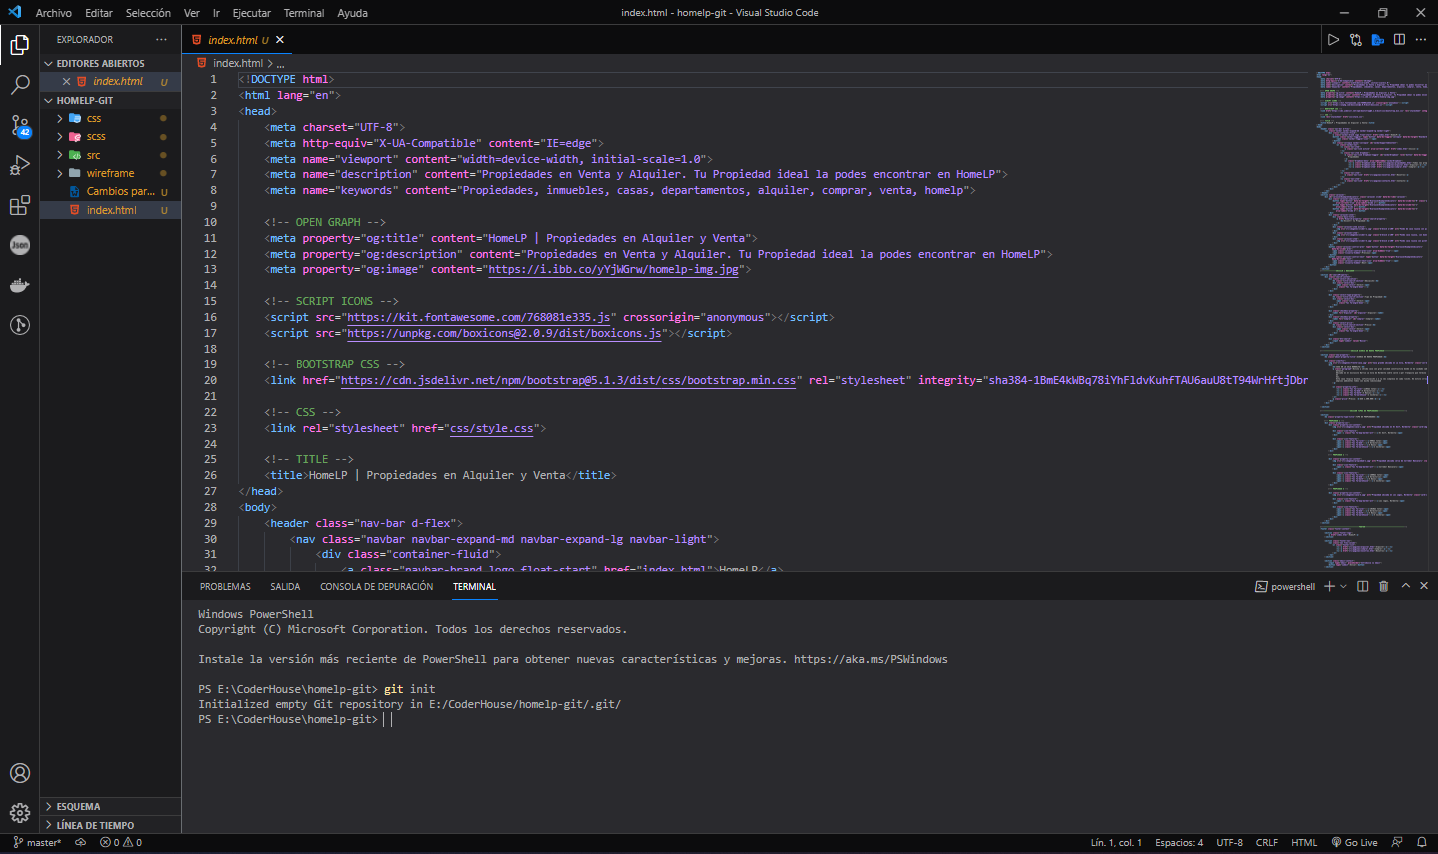 Archivo Editar Selección Ver Ir Ejecutar Terminal Ayuda
index.html - homelp-git - Visual Studio Code
EXPLORADOR
EDITORES ABIERTOS
index.html U
HOMELP-GIT
css
scss
src
wireframe
Cambios par... U
index.html U
42
Json
ESQUEMA
LÍNEA DE TIEMPO
index.html U
index.html > ...
1 <!DOCTYPE html>
2 <html lang="en">
3 <head>
4 <meta charset="UTF-8">
5 <meta http-equiv="X-UA-Compatible" content="IE=edge">
6 <meta name="viewport" content="width=device-width, initial-scale=1.0">
7 <meta name="description" content="Propiedades en Venta y Alquiler. Tu Propiedad ideal la podes encontrar en HomeLP">
8 <meta name="keywords" content="Propiedades, inmuebles, casas, departamentos, alquiler, comprar, venta, homelp">
9
10 <!-- OPEN GRAPH -->
11 <meta property="og:title" content="HomeLP | Propiedades en Alquiler y Venta">
12 <meta property="og:description" content="Propiedades en Venta y Alquiler. Tu Propiedad ideal la podes encontrar en HomeLP">
13 <meta property="og:image" content="https://i.ibb.co/yYjWGrw/homelp-img.jpg">
14
15 <!-- SCRIPT ICONS -->
16 <script src="https://kit.fontawesome.com/768081e335.js" crossorigin="anonymous"></script>
17 <script src="https://unpkg.com/boxicons@2.0.9/dist/boxicons.js"></script>
18
19 <!-- BOOTSTRAP CSS -->
20 <link href="https://cdn.jsdelivr.net/npm/bootstrap@5.1.3/dist/css/bootstrap.min.css" rel="stylesheet" integrity="sha384-1BmE4kWBq78iYhFldvKuhfTAU6auU8tT94WrHftjDbr
21
22 <!-- CSS -->
23 <link rel="stylesheet" href="css/style.css">
24
25 <!-- TITLE -->
26 <title>HomeLP | Propiedades en Alquiler y Venta</title>
27 </head>
28 <body>
29 <header class="nav-bar d-flex">
30 <nav class="navbar navbar-expand-md navbar-expand-lg navbar-light">
31 <div class="container-fluid">
32 <a class="navbar-brand logo float-start" href="index.html">HomeLP</a>
PROBLEMAS SALIDA CONSOLA DE DEPURACIÓN TERMINAL
powershell
Windows PowerShell
Copyright (C) Microsoft Corporation. Todos los derechos reservados.
Instale la versión más reciente de PowerShell para obtener nuevas características y mejoras. https://aka.ms/PSWindows
PS E:\CoderHouse\homelp-git> git init
Initialized empty Git repository in E:/CoderHouse/homelp-git/.git/
PS E:\CoderHouse\homelp-git>
master* 0 0 Lín. 1, col. 1 Espacios: 4 UTF-8 CRLF HTML Go Live